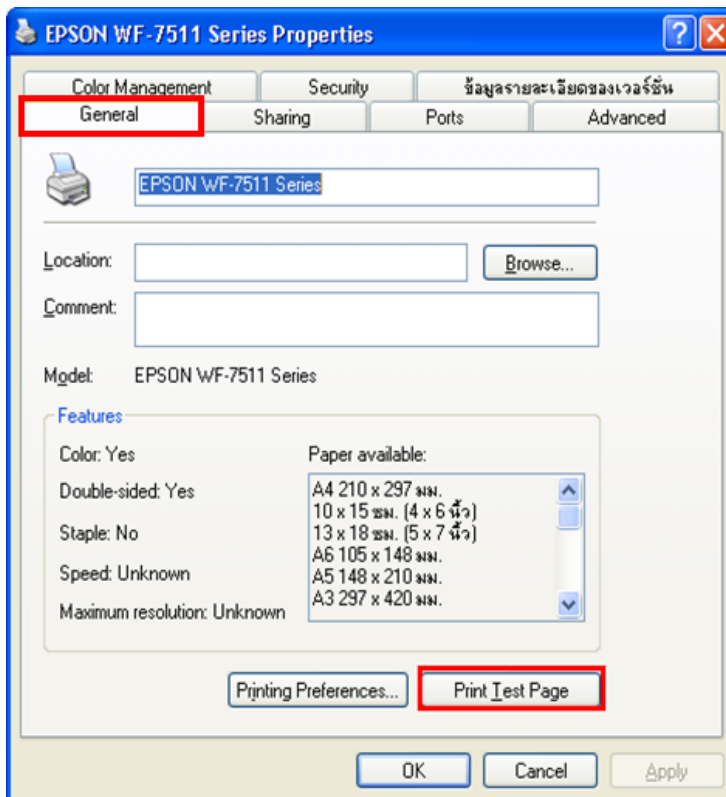 EPSON WF-7511 Series Properties
Color Management Security ข้อมูลรายละเอียดของเวอร์ชั่น
General Sharing Ports Advanced
EPSON WF-7511 Series
Location: Browse...
Comment:
Model: EPSON WF-7511 Series
Features
Color: Yes Paper available:
Double-sided: Yes A4 210 x 297 มม.
10 x 15 ซม. (4 x 6 นิ้ว)
Staple: No 13 x 18 ซม. (5 x 7 นิ้ว)
A6 105 x 148 มม.
Speed: Unknown A5 148 x 210 มม.
Maximum resolution: Unknown A3 297 x 420 มม.
Printing Preferences... Print Test Page
OK Cancel Apply